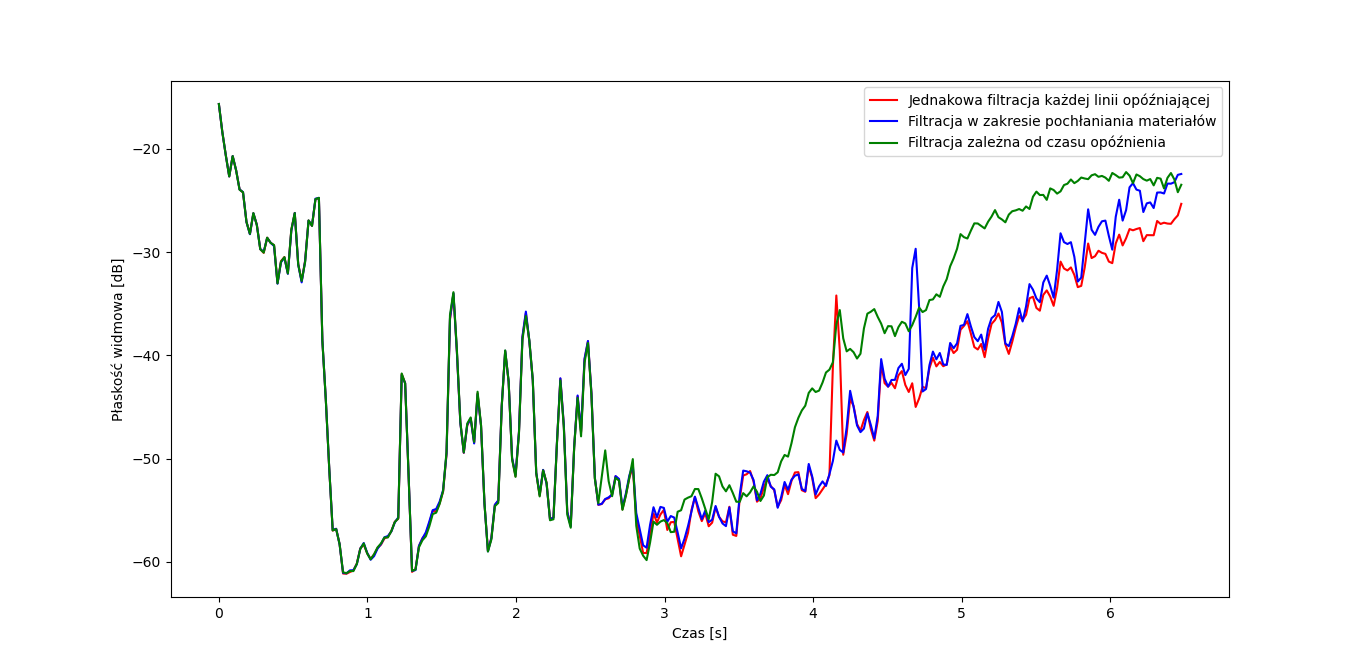 Jednakowa filtracja każdej linii opóźniającej
Filtracja w zakresie pochłaniania materiałów
Filtracja zależna od czasu opóźnienia
Płaskość widmowa [dB]
−20
−30
−40
−50
−60
0 1 2 3 4 5 6
Czas [s]